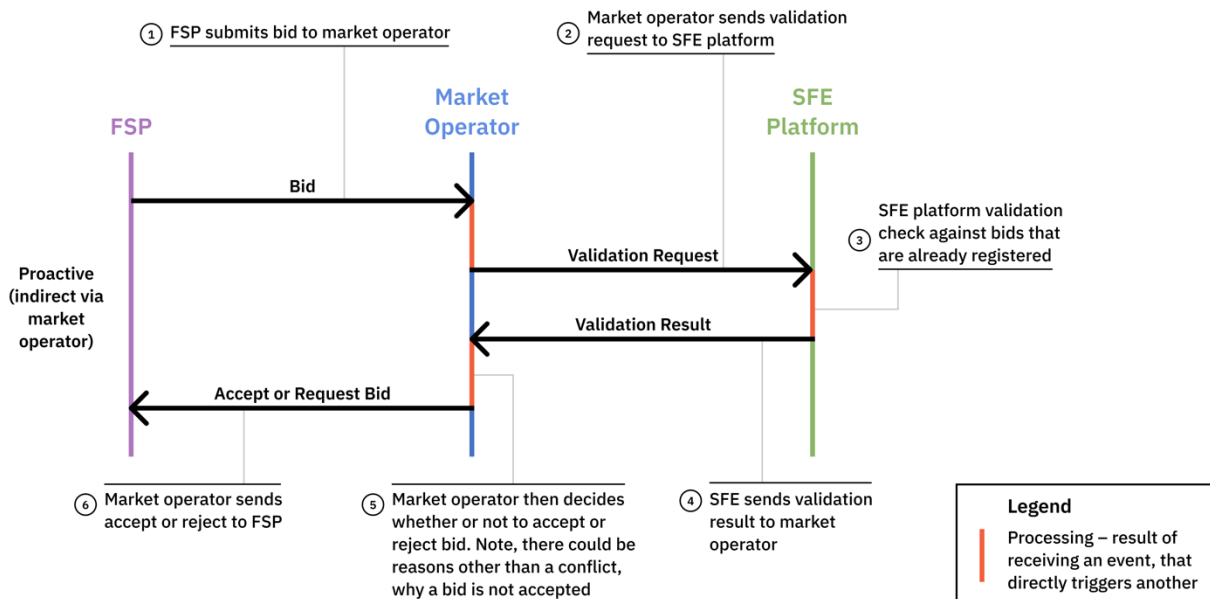 1 FSP submits bid to market operator
2 Market operator sends validation
request to SFE platform
FSP
Market
Operator
SFE
Platform
Bid
Validation Request
3 SFE platform validation
check against bids that
are already registered
Proactive
(indirect via
market
operator)
Validation Result
Accept or Request Bid
6 Market operator sends
accept or reject to FSP
5 Market operator then decides
whether or not to accept or
reject bid. Note, there could be
reasons other than a conflict,
why a bid is not accepted
4 SFE sends validation
result to market
operator
Legend
Processing – result of
receiving an event, that
directly triggers another